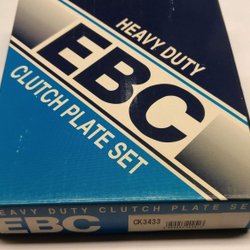 HEAVY DUTY
EBC
CLUTCH PLATE SET
HEAVY DUTY CLUTCH PLATE SET
EBC
CK3433